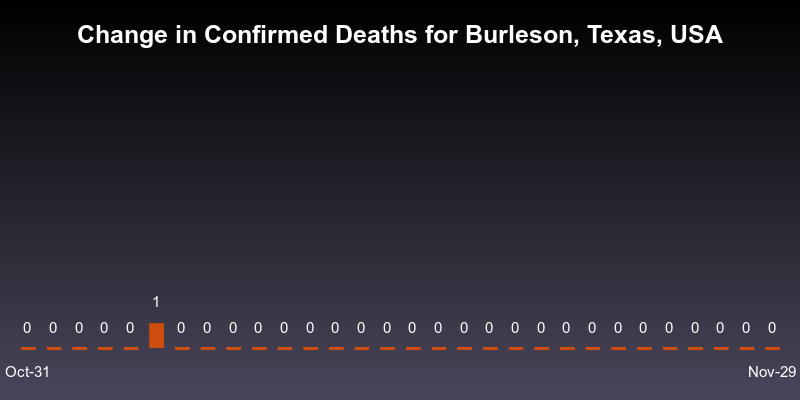 Change in Confirmed Deaths for Burleson, Texas, USA
1
0 0 0 0 0 0 0 0 0 0 0 0 0 0 0 0 0 0 0 0 0 0 0 0 0 0 0 0 0
Oct-31 Nov-29